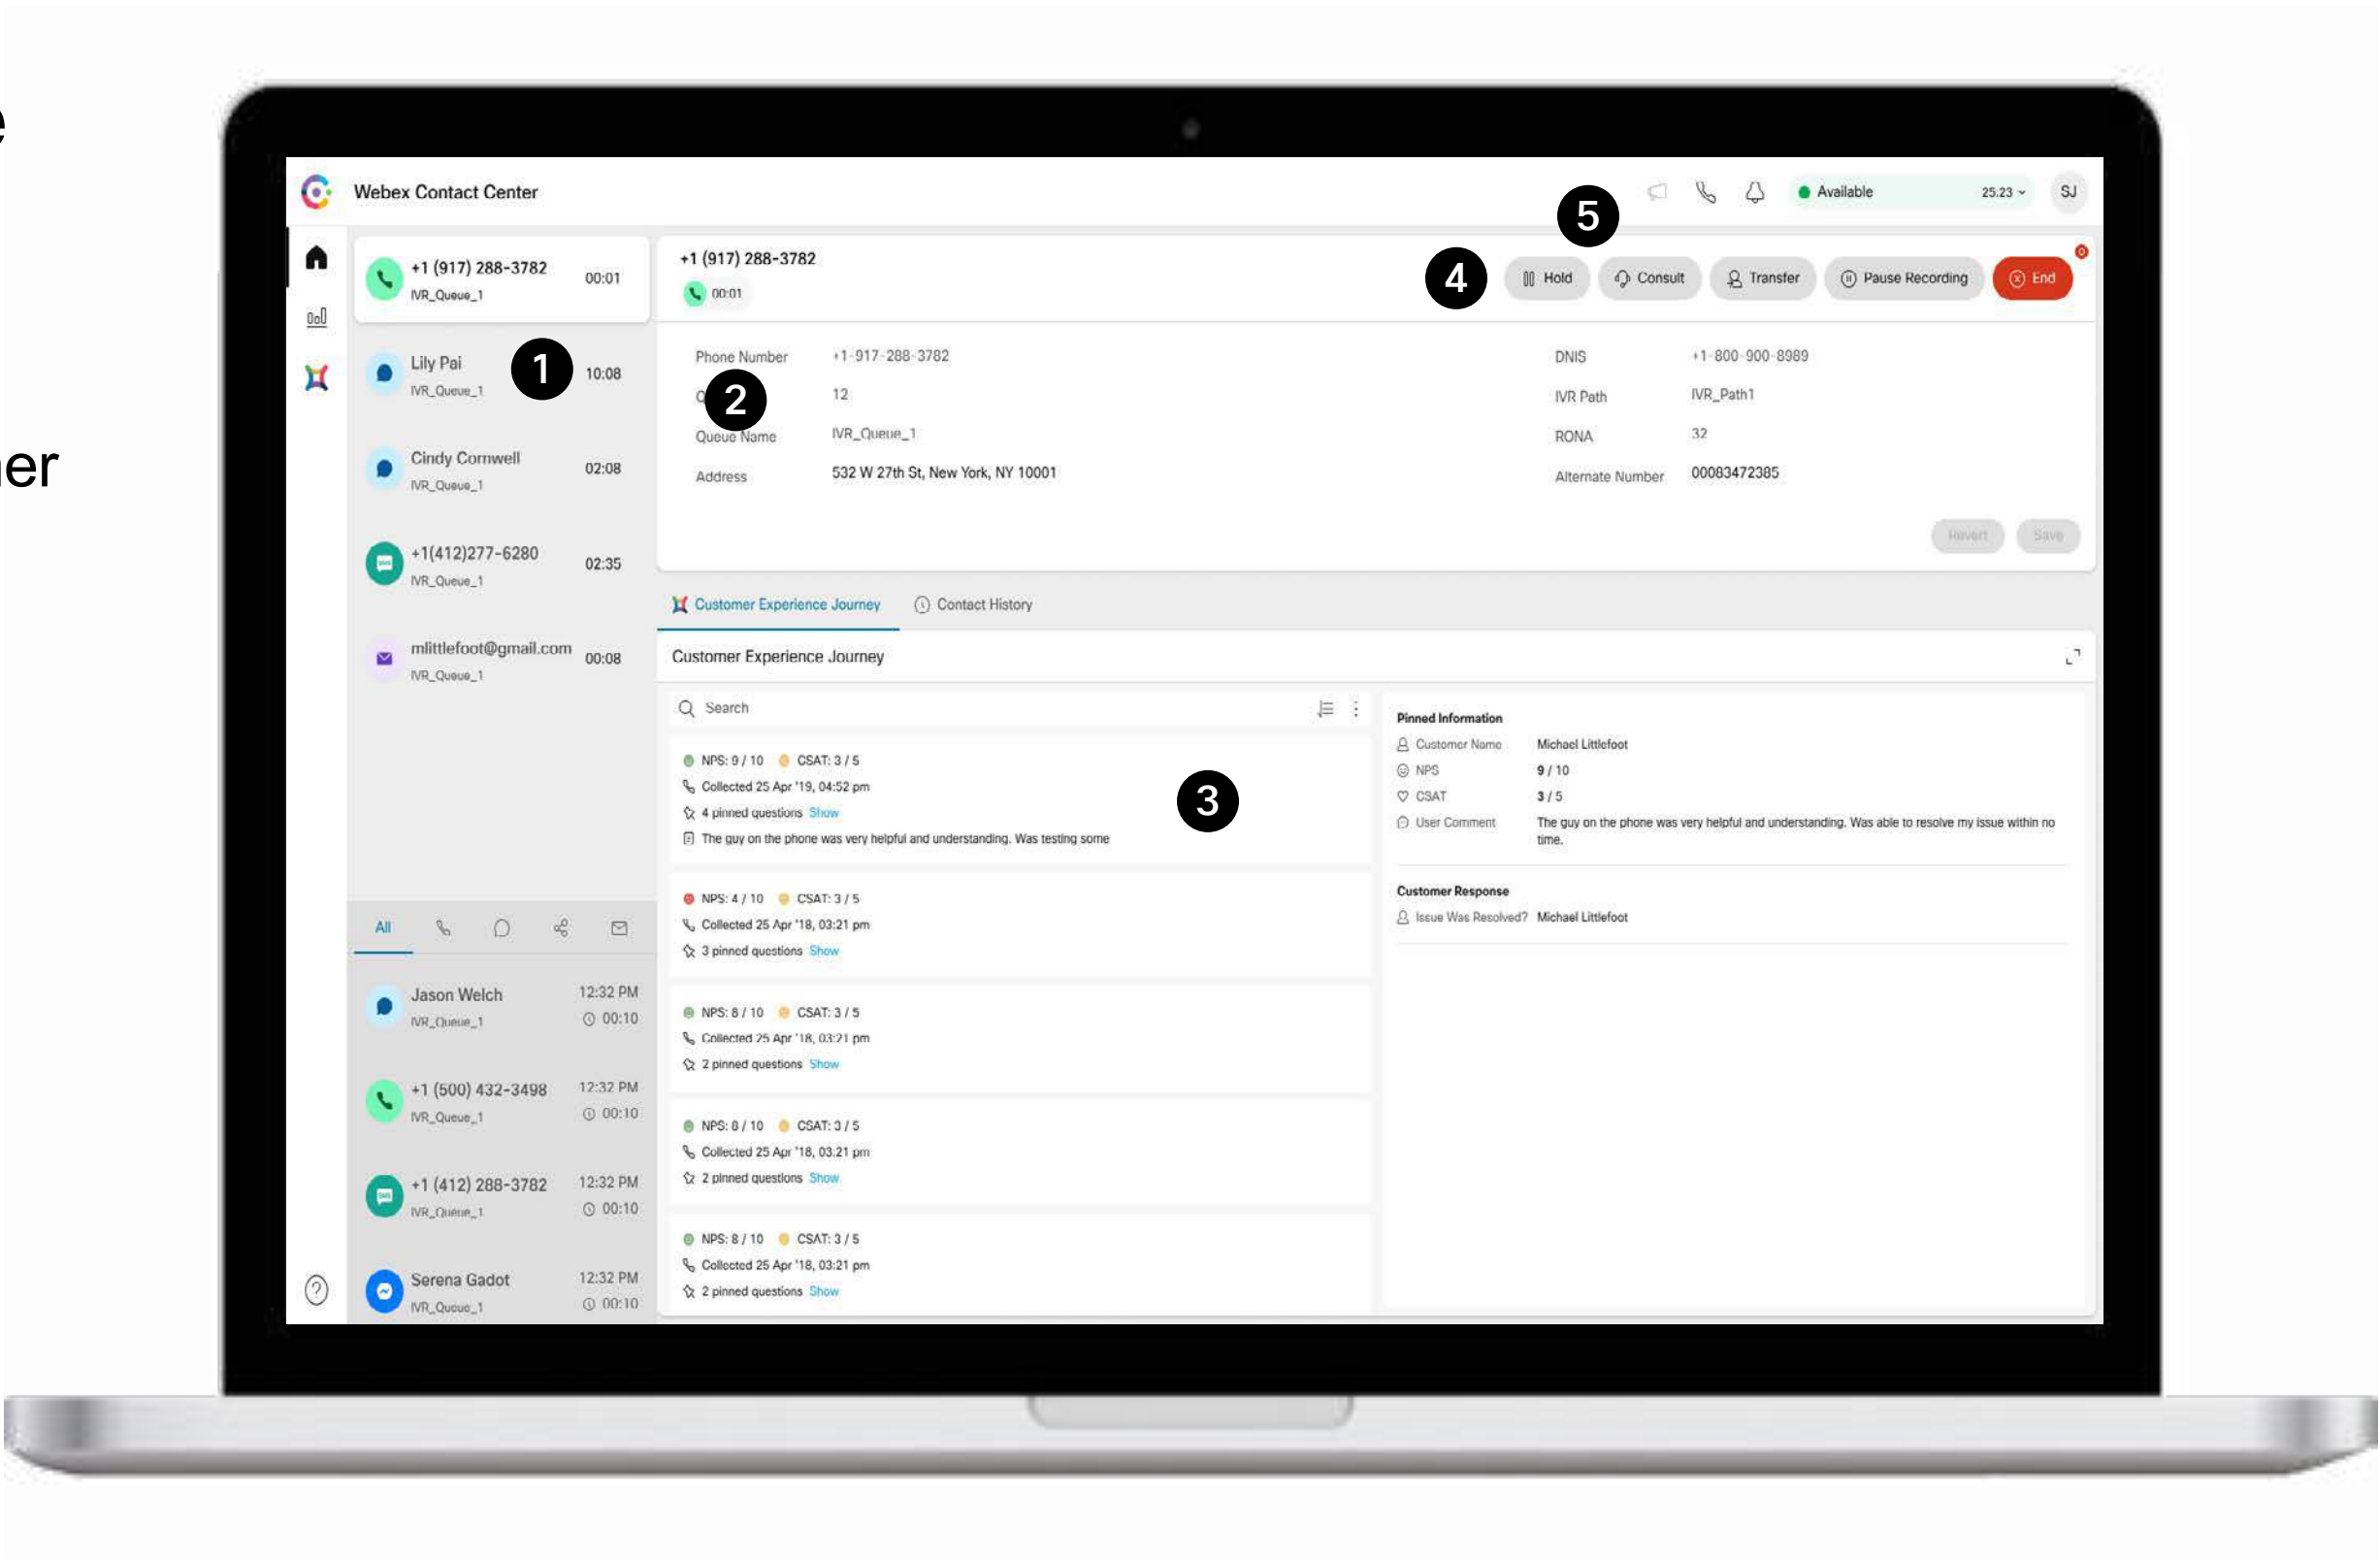 e
ner
Webex Contact Center
5
Available 25:23
SJ
+1 (917) 288-3782 00:01
IVR_Queue_1
Lily Pai 10:08
IVR_Queue_1
1
Cindy Cornwell 02:08
IVR_Queue_1
+1(412)277-6280 02:35
IVR_Queue_1
mlittlefoot@gmail.com 00:08
IVR_Queue_1
All
Jason Welch 12:32 PM
IVR_Queue_1 00:10
+1 (500) 432-3498 12:32 PM
IVR_Queue_1 00:10
+1 (412) 288-3782 12:32 PM
IVR_Queue_1 00:10
Serena Gadot 12:32 PM
IVR_Queue_1 00:10
+1 (917) 288-3782
00:01
4
Hold Consult Transfer Pause Recording End
Phone Number +1-917-288-3782 DNIS +1-800-900-8989
2
12 IVR Path IVR_Path1
Queue Name IVR_Queue_1 RONA 32
Address 532 W 27th St, New York, NY 10001 Alternate Number 00083472385
Revert Save
Customer Experience Journey Contact History
Customer Experience Journey
Search
NPS: 9 / 10 CSAT: 3 / 5
Collected 25 Apr '19, 04:52 pm
4 pinned questions Show
The guy on the phone was very helpful and understanding. Was testing some
3
NPS: 4 / 10 CSAT: 3 / 5
Collected 25 Apr '18, 03:21 pm
3 pinned questions Show
NPS: 8 / 10 CSAT: 3 / 5
Collected 25 Apr '18, 03:21 pm
2 pinned questions Show
NPS: 8 / 10 CSAT: 3 / 5
Collected 25 Apr '18, 03:21 pm
2 pinned questions Show
NPS: 8 / 10 CSAT: 3 / 5
Collected 25 Apr '18, 03:21 pm
2 pinned questions Show
Pinned Information
Customer Name Michael Littlefoot
NPS 9 / 10
CSAT 3 / 5
User Comment The guy on the phone was very helpful and understanding. Was able to resolve my issue within no
time.
Customer Response
Issue Was Resolved? Michael Littlefoot